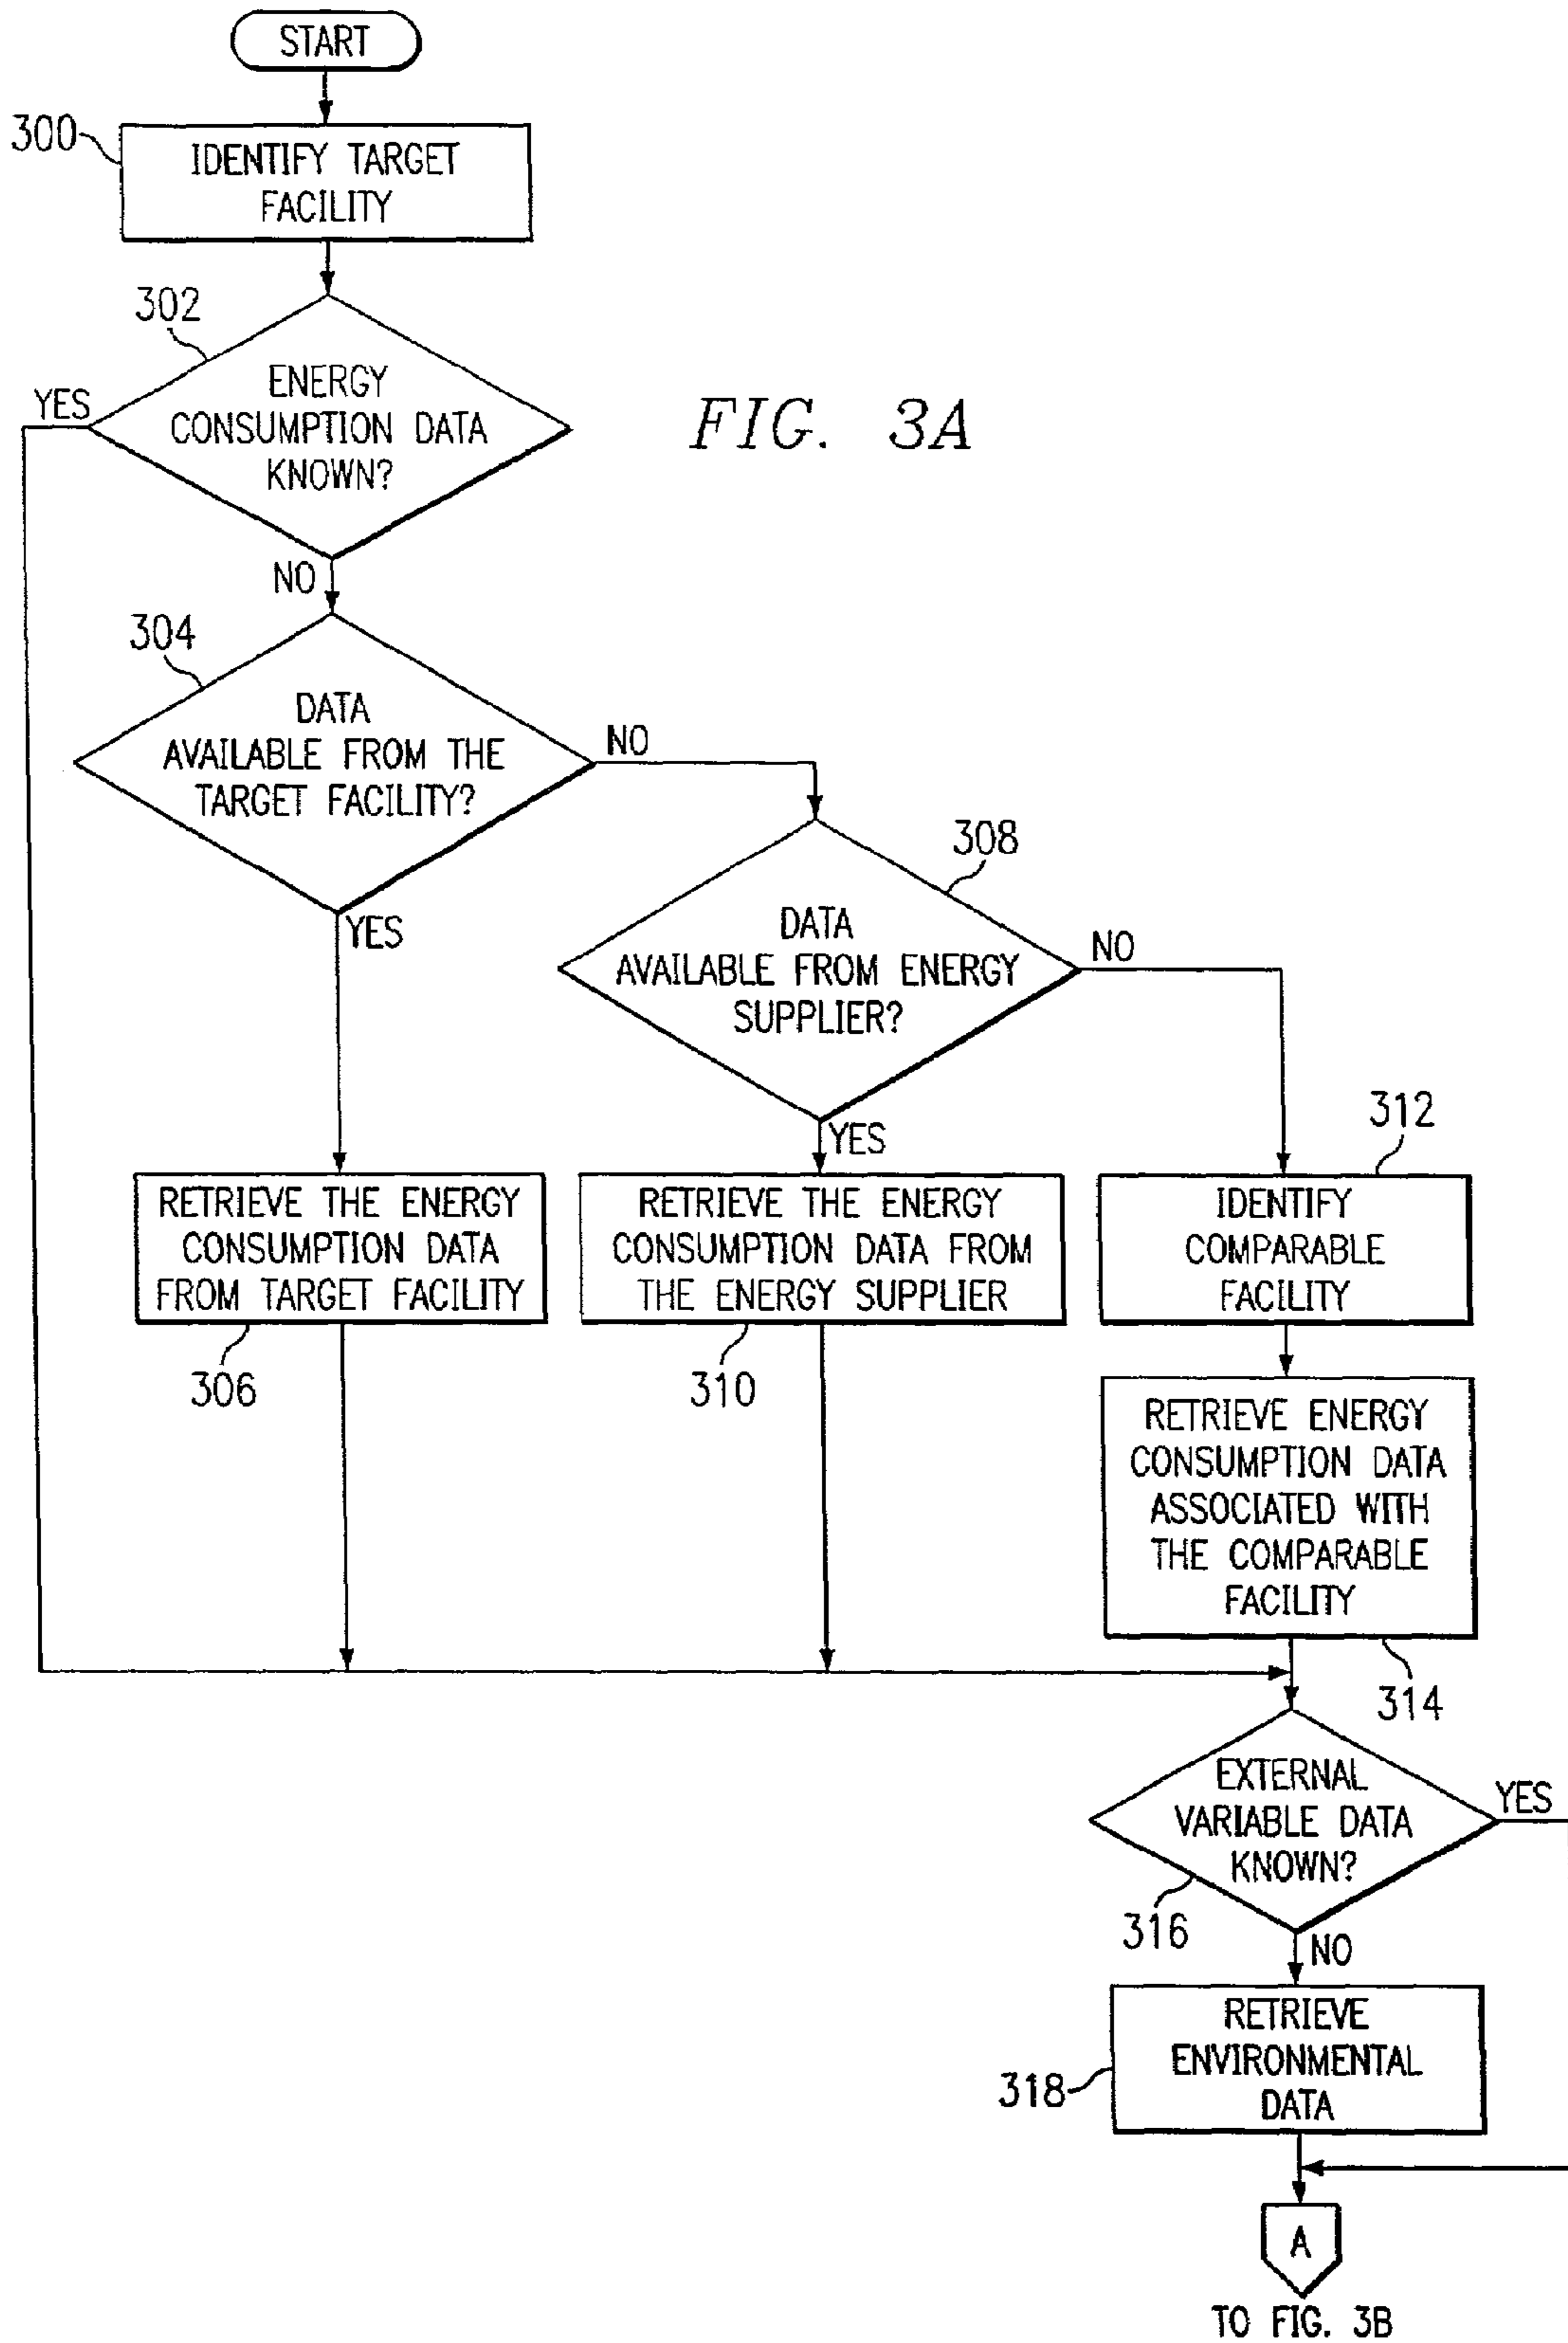 START
300
IDENTIFY TARGET
FACILITY
302
YES
ENERGY
CONSUMPTION DATA
KNOWN?
FIG. 3A
NO
304
DATA
AVAILABLE FROM THE
TARGET FACILITY?
NO
YES
308
DATA
AVAILABLE FROM ENERGY
SUPPLIER?
NO
YES
312
RETRIEVE THE ENERGY
CONSUMPTION DATA
FROM TARGET FACILITY
306
RETRIEVE THE ENERGY
CONSUMPTION DATA FROM
THE ENERGY SUPPLIER
310
IDENTIFY
COMPARABLE
FACILITY
RETRIEVE ENERGY
CONSUMPTION DATA
ASSOCIATED WITH
THE COMPARABLE
FACILITY
314
EXTERNAL
VARIABLE DATA
KNOWN?
YES
316
NO
RETRIEVE
ENVIRONMENTAL
DATA
318
A
TO FIG. 3B